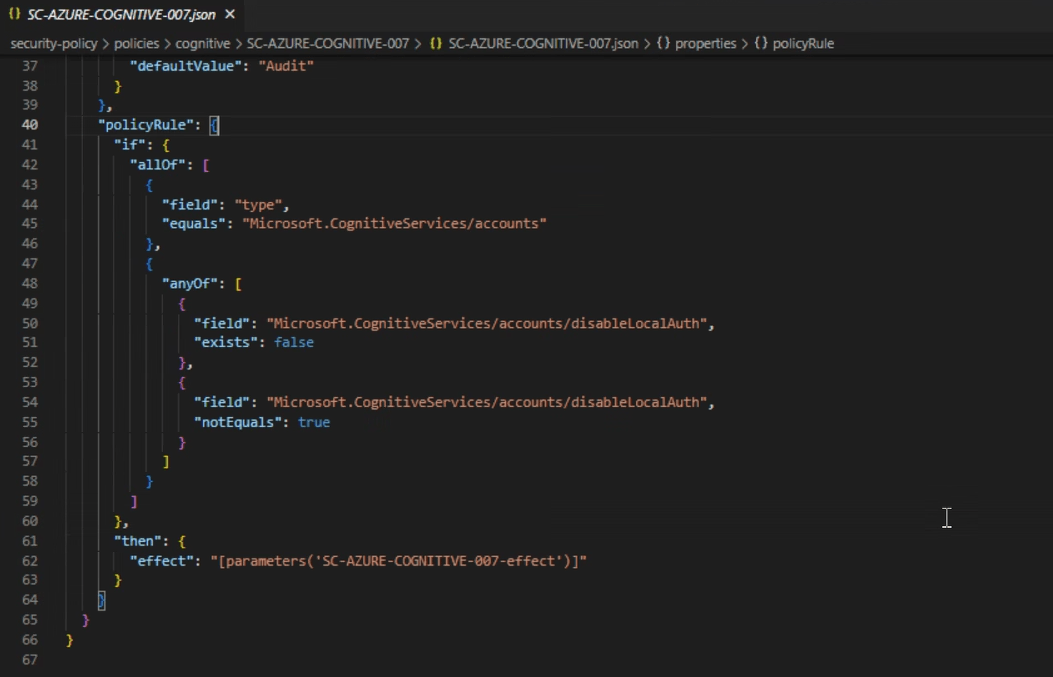 {} SC-AZURE-COGNITIVE-007.json ×
security-policy > policies > cognitive > SC-AZURE-COGNITIVE-007 > {} SC-AZURE-COGNITIVE-007.json > {} properties > {} policyRule
37 "defaultValue": "Audit"
38 }
39 },
40 "policyRule": {
41 "if": {
42 "allOf": [
43 {
44 "field": "type",
45 "equals": "Microsoft.CognitiveServices/accounts"
46 },
47 {
48 "anyOf": [
49 {
50 "field": "Microsoft.CognitiveServices/accounts/disableLocalAuth",
51 "exists": false
52 },
53 {
54 "field": "Microsoft.CognitiveServices/accounts/disableLocalAuth",
55 "notEquals": true
56 }
57 ]
58 }
59 ]
60 },
61 "then": {
62 "effect": "[parameters('SC-AZURE-COGNITIVE-007-effect')]"
63 }
64 }
65 }
66 }
67